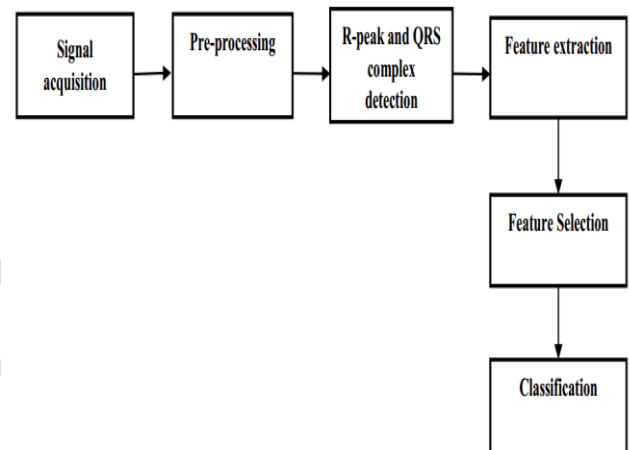 Signal
acquisition
Pre-processing
R-peak and QRS
complex
detection
Feature extraction
Feature Selection
Classification